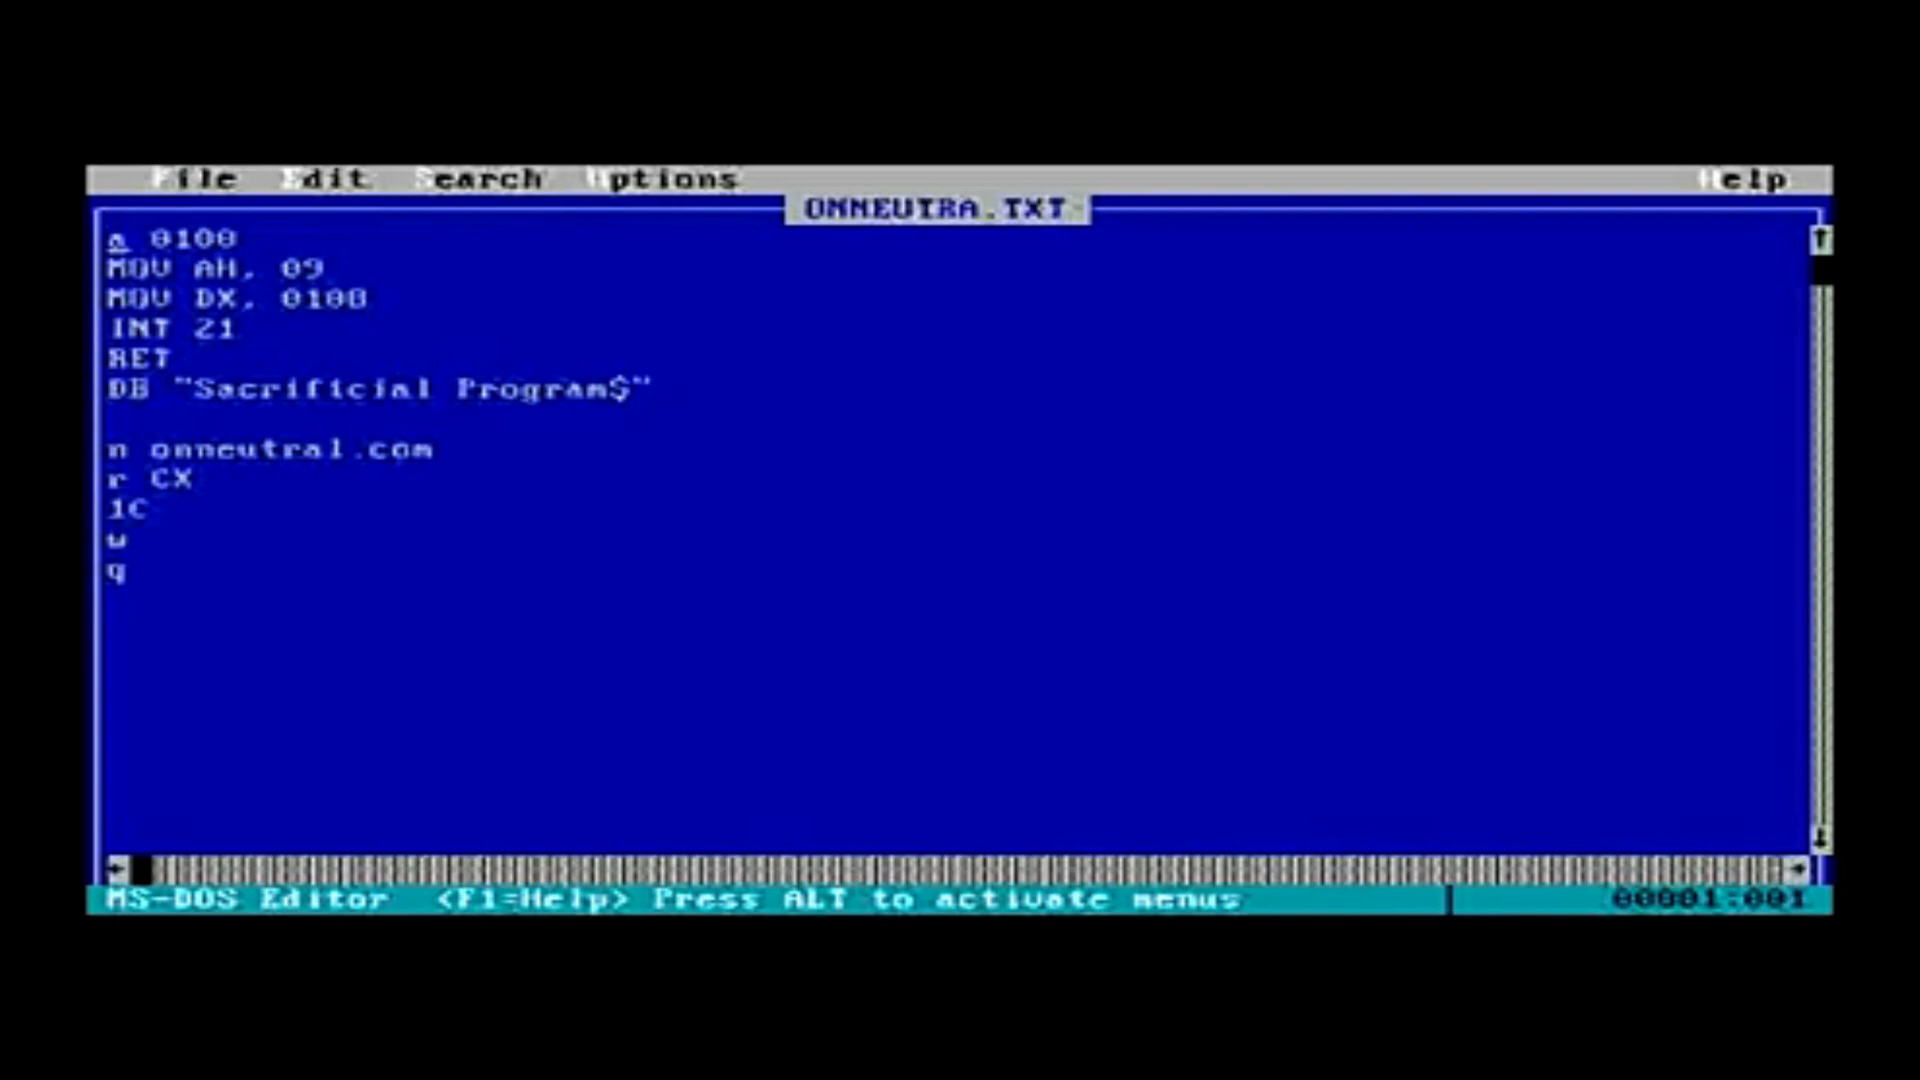 File Edit Search Options Help
ONNEUTRA.TXT
a 0100
MOV AH, 09
MOV DX, 0108
INT 21
RET
DB "Sacrificial Program$"
n onneutral.com
r CX
1C
w
q
MS-DOS Editor <F1=Help> Press ALT to activate menus 00001:001